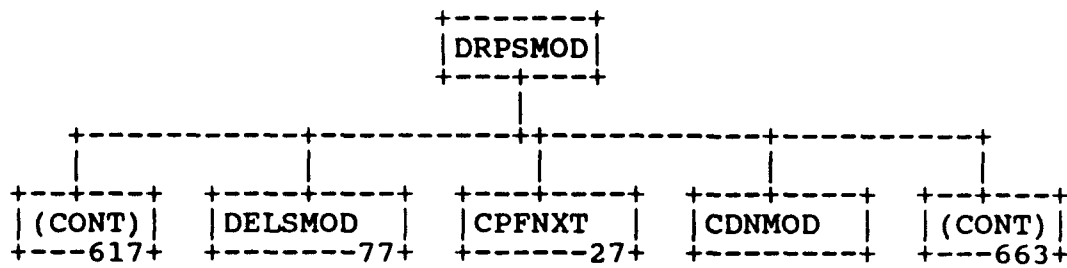 DRPSMOD
(CONT) DELSMOD CPFNXT CDNMOD (CONT)
617 77 27 663